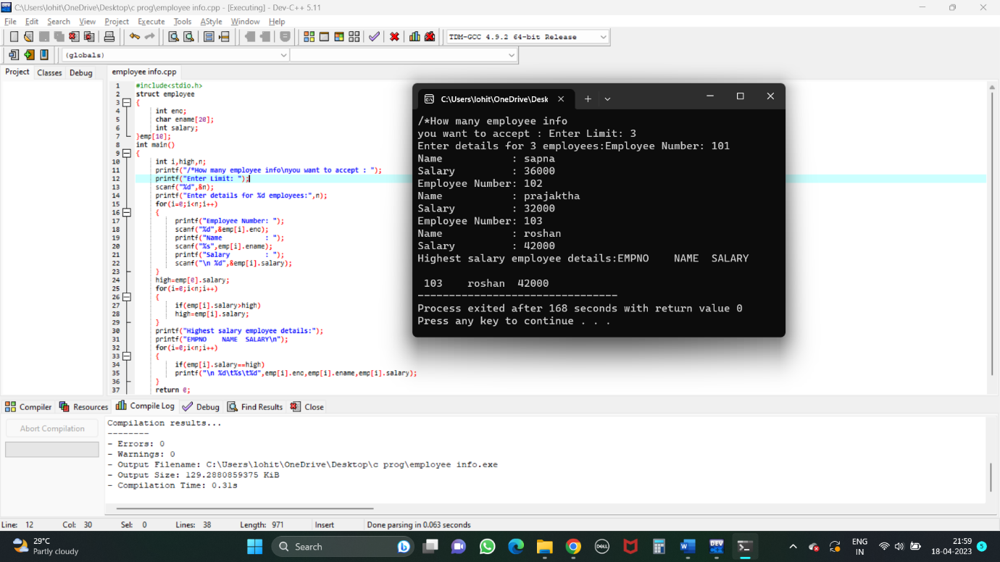 C:\Users\lohit\OneDrive\Desktop\c prog\employee info.cpp - [Executing] - Dev-C++ 5.11
File Edit Search View Project Execute Tools AStyle Window Help
TDM-GCC 4.9.2 64-bit Release
(globals)
Project Classes Debug
employee info.cpp
1 #include<stdio.h>
2 struct employee
3 {
4 int eno;
5 char ename[20];
6 int salary;
7 }emp[10];
8 int main()
9 {
10 int i,high,n;
11 printf("/*How many employee info\nyou want to accept : ");
12 printf("Enter Limit: ");
13 scanf("%d",&n);
14 printf("Enter details for %d employees:",n);
15 for(i=0;i<n;i++)
16 {
17 printf("Employee Number: ");
18 scanf("%d",&emp[i].eno);
19 printf("Name : ");
20 scanf("%s",emp[i].ename);
21 printf("Salary : ");
22 scanf("\n %d",&emp[i].salary);
23 }
24 high=emp[0].salary;
25 for(i=0;i<n;i++)
26 {
27 if(emp[i].salary>high)
28 high=emp[i].salary;
29 }
30 printf("Highest salary employee details:");
31 printf("EMPNO NAME SALARY\n");
32 for(i=0;i<n;i++)
33 {
34 if(emp[i].salary==high)
35 printf("\n %d\t%s\t%d",emp[i].eno,emp[i].ename,emp[i].salary);
36 }
37 return 0;
C:\Users\lohit\OneDrive\Desk
/*How many employee info
you want to accept : Enter Limit: 3
Enter details for 3 employees:Employee Number: 101
Name : sapna
Salary : 36000
Employee Number: 102
Name : prajaktha
Salary : 32000
Employee Number: 103
Name : roshan
Salary : 42000
Highest salary employee details:EMPNO NAME SALARY
103 roshan 42000
--------------------------------
Process exited after 168 seconds with return value 0
Press any key to continue . . .
Compiler Resources Compile Log Debug Find Results Close
Abort Compilation
Compilation results...
--------
- Errors: 0
- Warnings: 0
- Output Filename: C:\Users\lohit\OneDrive\Desktop\c prog\employee info.exe
- Output Size: 129.2880859375 KiB
- Compilation Time: 0.31s
Line: 12 Col: 30 Sel: 0 Lines: 38 Length: 971 Insert Done parsing in 0.063 seconds
29°C
Partly cloudy
Search
DELL
DEV
ENG
IN
21:59
18-04-2023
5